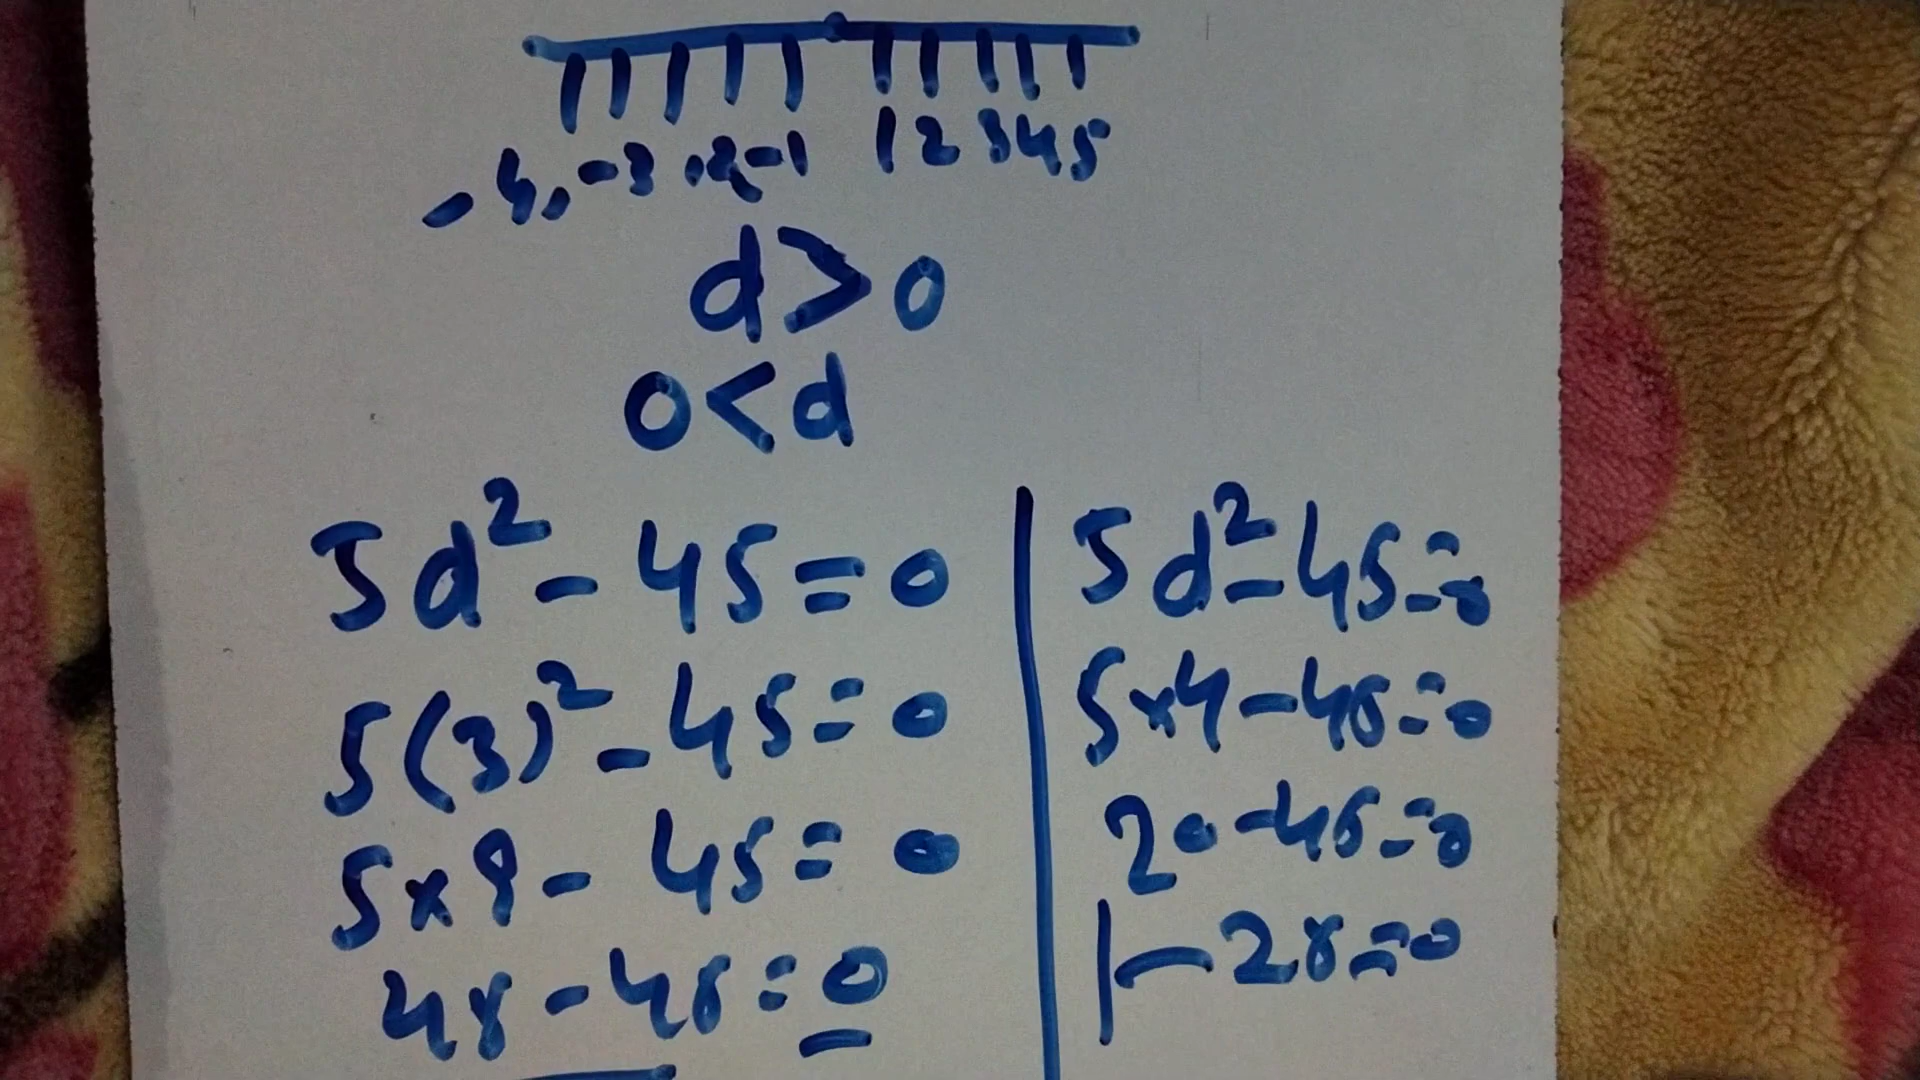 -4, -3 -2 -1 1 2 3 4 5
d > 0
0 < d
5d² - 45 = 0
5(3)² - 45 = 0
5 x 9 - 45 = 0
45 - 45 = 0
5d² - 45 = 0
5 x 4 - 45 = 0
20 - 45 = 0
- 25 = 0